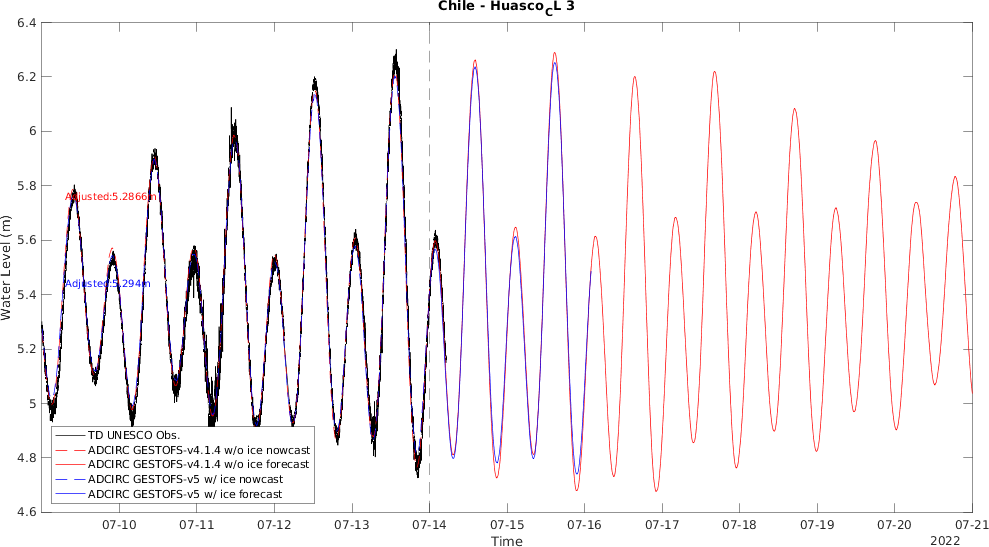 Chile - Huasco_CL 3
Water Level (m)
6.4
6.2
6
5.8
5.6
5.4
5.2
5
4.8
4.6
Adjusted:5.2866m
Adjusted:5.294m
TD UNESCO Obs.
ADCIRC GESTOFS-v4.1.4 w/o ice nowcast
ADCIRC GESTOFS-v4.1.4 w/o ice forecast
ADCIRC GESTOFS-v5 w/ ice nowcast
ADCIRC GESTOFS-v5 w/ ice forecast
07-10 07-11 07-12 07-13 07-14 07-15 07-16 07-17 07-18 07-19 07-20 07-21
Time
2022